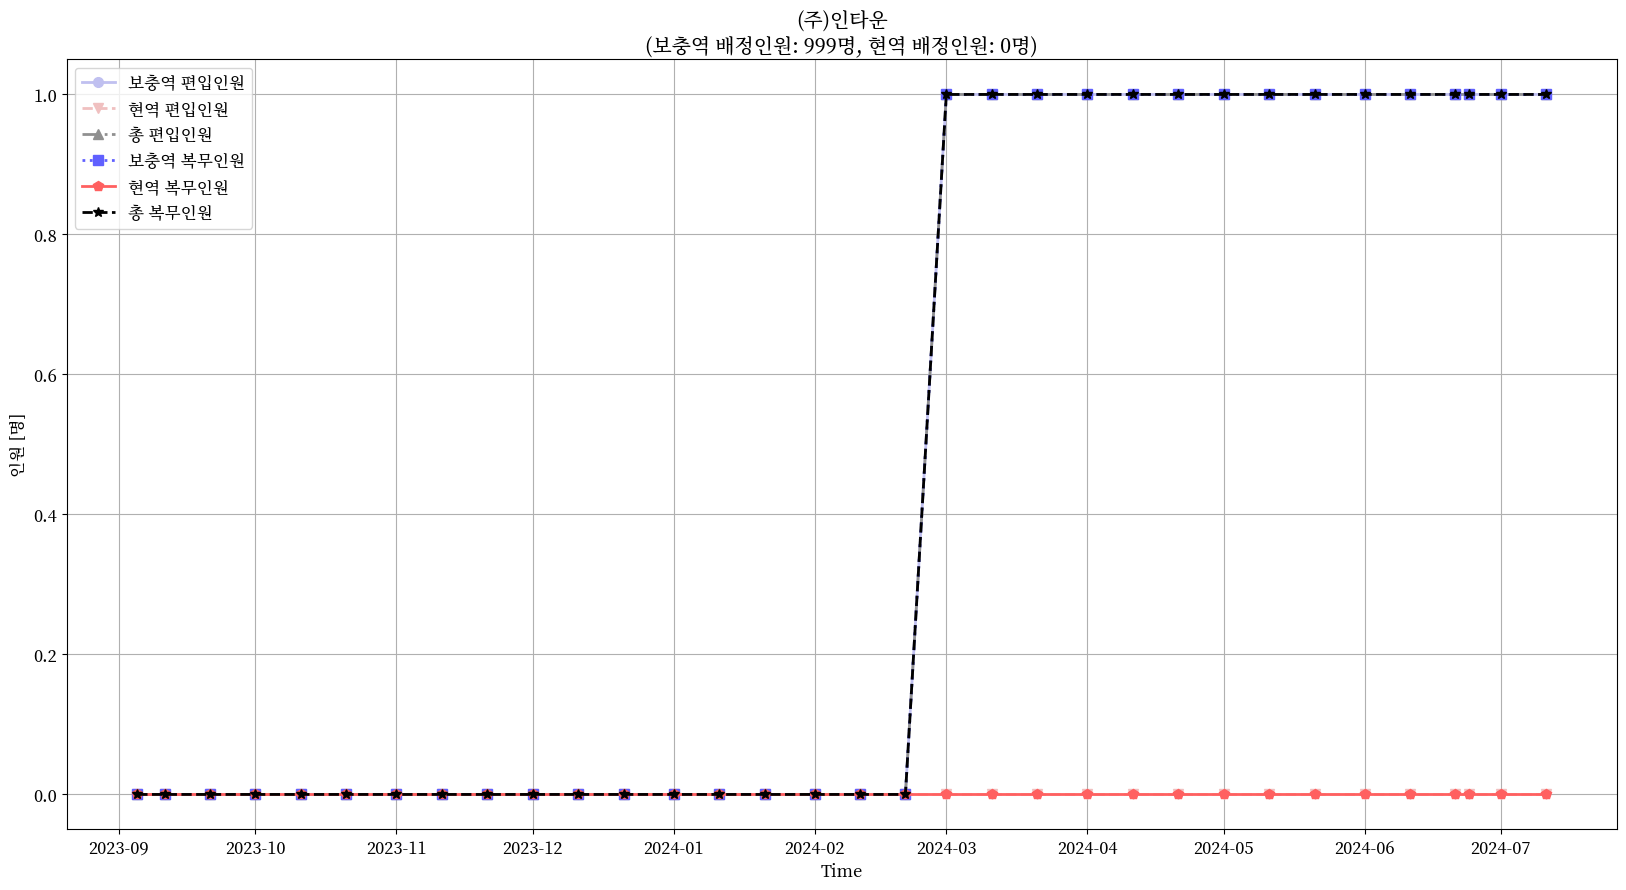 (주)인타운
(보충역 배정인원: 999명, 현역 배정인원: 0명)
보충역 편입인원
현역 편입인원
총 편입인원
보충역 복무인원
현역 복무인원
총 복무인원
1.0
0.8
0.6
0.4
0.2
0.0
인원 [명]
2023-09 2023-10 2023-11 2023-12 2024-01 2024-02 2024-03 2024-04 2024-05 2024-06 2024-07
Time